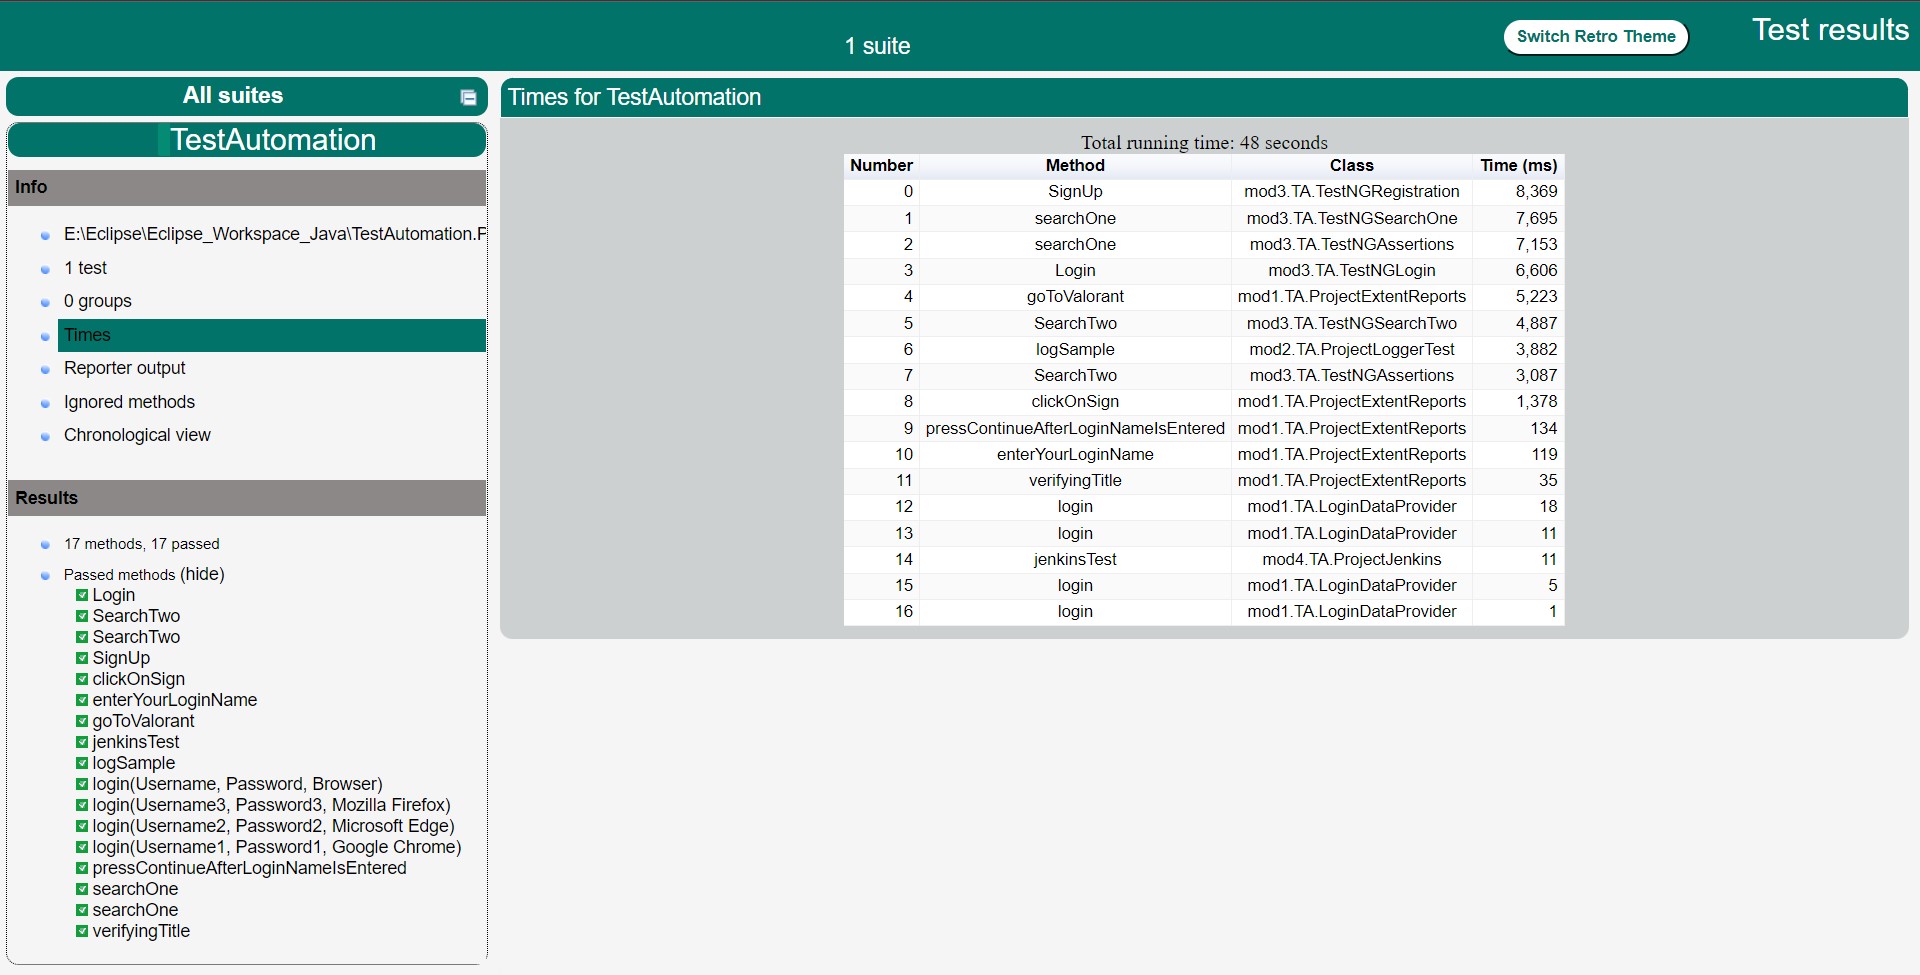 1 suite
Switch Retro Theme
Test results
All suites
TestAutomation
Info
E:\Eclipse\Eclipse_Workspace_Java\TestAutomation.P
1 test
0 groups
Times
Reporter output
Ignored methods
Chronological view
Results
17 methods, 17 passed
Passed methods (hide)
Login
SearchTwo
SearchTwo
SignUp
clickOnSign
enterYourLoginName
goToValorant
jenkinsTest
logSample
login(Username, Password, Browser)
login(Username3, Password3, Mozilla Firefox)
login(Username2, Password2, Microsoft Edge)
login(Username1, Password1, Google Chrome)
pressContinueAfterLoginNameIsEntered
searchOne
searchOne
verifyingTitle
Times for TestAutomation
Total running time: 48 seconds
Number Method Class Time (ms)
0 SignUp mod3.TA.TestNGRegistration 8,369
1 searchOne mod3.TA.TestNGSearchOne 7,695
2 searchOne mod3.TA.TestNGAssertions 7,153
3 Login mod3.TA.TestNGLogin 6,606
4 goToValorant mod1.TA.ProjectExtentReports 5,223
5 SearchTwo mod3.TA.TestNGSearchTwo 4,887
6 logSample mod2.TA.ProjectLoggerTest 3,882
7 SearchTwo mod3.TA.TestNGAssertions 3,087
8 clickOnSign mod1.TA.ProjectExtentReports 1,378
9 pressContinueAfterLoginNameIsEntered mod1.TA.ProjectExtentReports 134
10 enterYourLoginName mod1.TA.ProjectExtentReports 119
11 verifyingTitle mod1.TA.ProjectExtentReports 35
12 login mod1.TA.LoginDataProvider 18
13 login mod1.TA.LoginDataProvider 11
14 jenkinsTest mod4.TA.ProjectJenkins 11
15 login mod1.TA.LoginDataProvider 5
16 login mod1.TA.LoginDataProvider 1